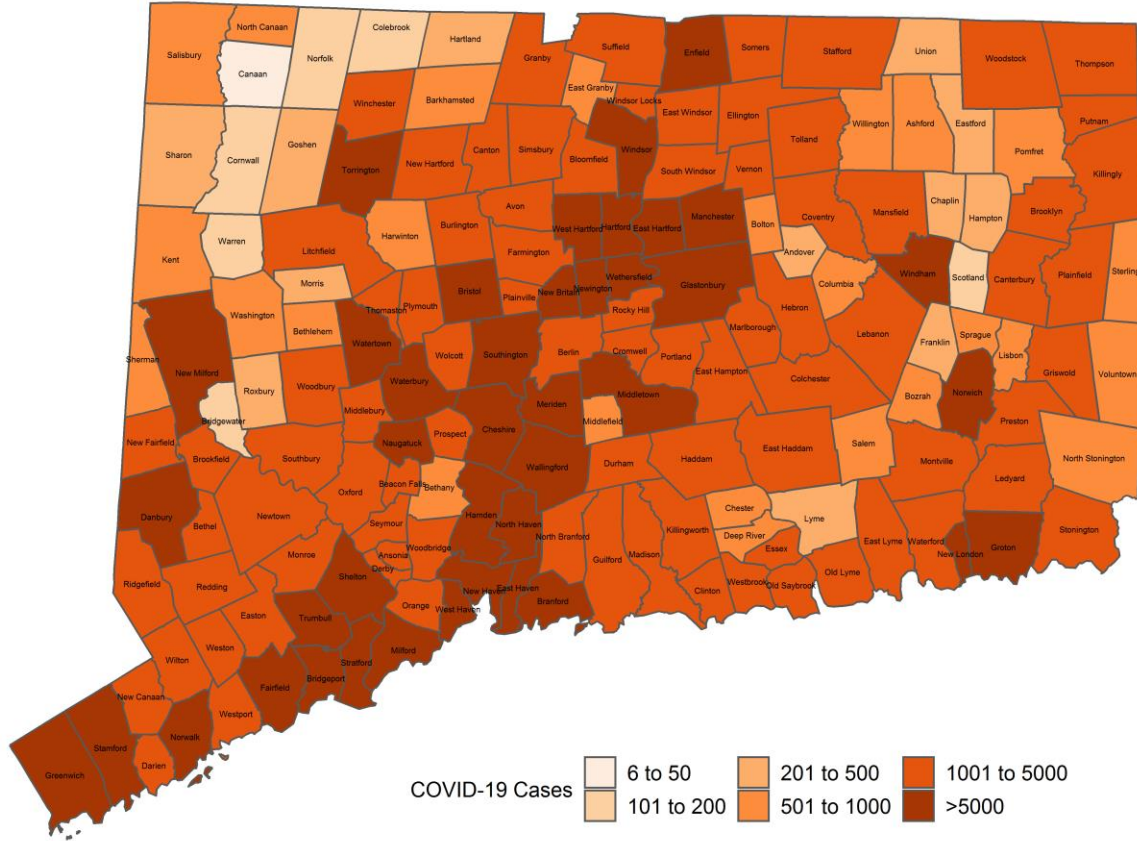 North Canaan
Colebrook
Hartland
Salisbury
Canaan
Norfolk
Granby
Suffield
Enfield
Somers
Stafford
Union
Woodstock
Thompson
Winchester
Barkhamsted
East Granby
Windsor Locks
East Windsor
Ellington
Putnam
Sharon
Cornwall
Goshen
Torrington
New Hartford
Canton
Simsbury
Bloomfield
Windsor
South Windsor
Vernon
Tolland
Willington
Ashford
Eastford
Pomfret
Killingly
Kent
Warren
Litchfield
Harwinton
Burlington
Avon
West Hartford
Hartford
East Hartford
Manchester
Bolton
Coventry
Mansfield
Chaplin
Hampton
Brooklyn
Morris
Farmington
Andover
Columbia
Windham
Scotland
Canterbury
Plainfield
Sterling
Sherman
New Milford
Washington
Bethlehem
Thomaston
Plymouth
Bristol
Plainville
New Britain
Newington
Wethersfield
Glastonbury
Rocky Hill
Marlborough
Hebron
Lebanon
Franklin
Sprague
Lisbon
Griswold
Voluntown
Roxbury
Woodbury
Watertown
Wolcott
Southington
Berlin
Cromwell
Portland
East Hampton
Colchester
Bozrah
Norwich
Preston
Bridgewater
Middlebury
Waterbury
Cheshire
Meriden
Middletown
Middlefield
New Fairfield
Brookfield
Southbury
Naugatuck
Prospect
Wallingford
Durham
Haddam
East Haddam
Salem
Montville
Ledyard
North Stonington
Danbury
Bethel
Newtown
Oxford
Beacon Falls
Bethany
Hamden
North Haven
North Branford
Guilford
Madison
Killingworth
Chester
Deep River
Lyme
Essex
East Lyme
Waterford
New London
Groton
Stonington
Ridgefield
Redding
Monroe
Seymour
Ansonia
Derby
Woodbridge
New Haven
East Haven
Branford
Clinton
Westbrook
Old Saybrook
Old Lyme
Easton
Shelton
Orange
West Haven
Wilton
Weston
Trumbull
Stratford
Milford
New Canaan
Westport
Fairfield
Bridgeport
Greenwich
Stamford
Darien
Norwalk
COVID-19 Cases
6 to 50
201 to 500
1001 to 5000
101 to 200
501 to 1000
>5000